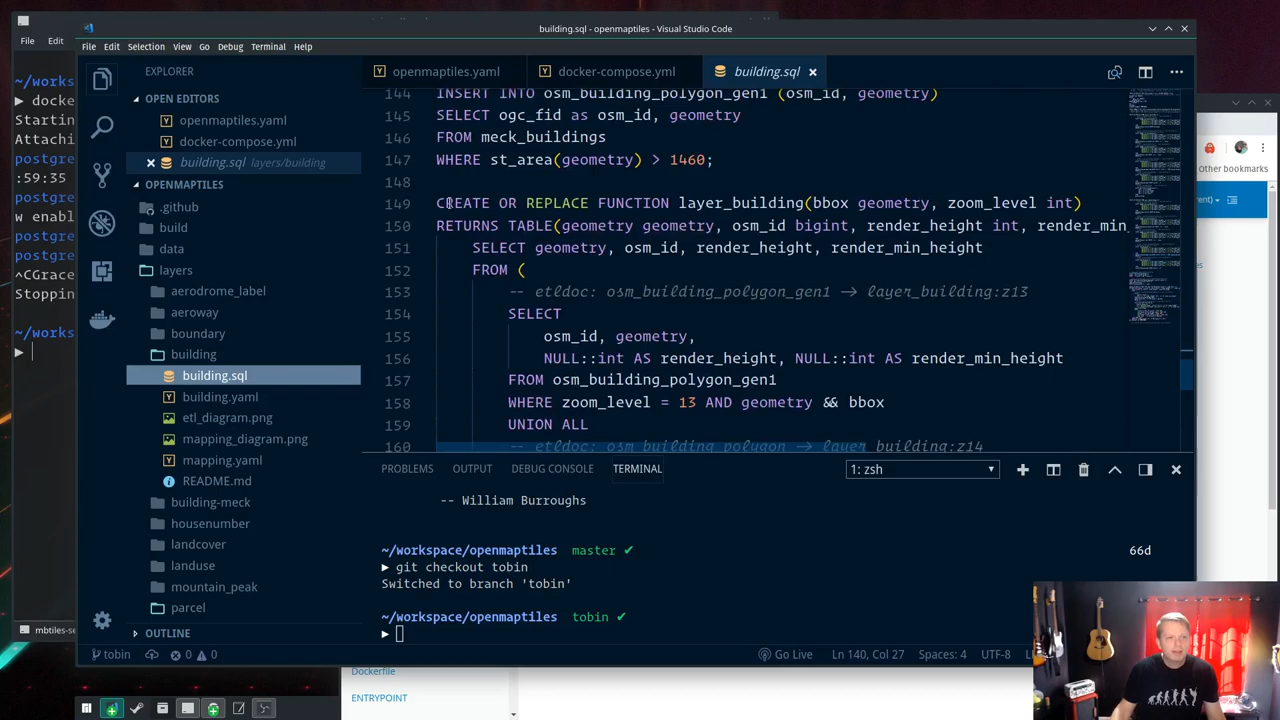 building.sql - openmaptiles - Visual Studio Code
File Edit
File Edit Selection View Go Debug Terminal Help
EXPLORER
OPEN EDITORS
openmaptiles.yaml
docker-compose.yml
building.sql layers/building
OPENMAPTILES
.github
build
data
layers
aerodrome_label
aeroway
boundary
building
building.sql
building.yaml
etl_diagram.png
mapping_diagram.png
mapping.yaml
README.md
building-meck
housenumber
landcover
landuse
mountain_peak
parcel
OUTLINE
openmaptiles.yaml docker-compose.yml building.sql
144 INSERT INTO osm_building_polygon_gen1 (osm_id, geometry)
145 SELECT ogc_fid as osm_id, geometry
146 FROM meck_buildings
147 WHERE st_area(geometry) > 1460;
148
149 CREATE OR REPLACE FUNCTION layer_building(bbox geometry, zoom_level int)
150 RETURNS TABLE(geometry geometry, osm_id bigint, render_height int, render_min_
151 SELECT geometry, osm_id, render_height, render_min_height
152 FROM (
153 -- etldoc: osm_building_polygon_gen1 -> layer_building:z13
154 SELECT
155 osm_id, geometry,
156 NULL::int AS render_height, NULL::int AS render_min_height
157 FROM osm_building_polygon_gen1
158 WHERE zoom_level = 13 AND geometry && bbox
159 UNION ALL
160 -- etldoc: osm_building_polygon -> layer_building:z14
PROBLEMS OUTPUT DEBUG CONSOLE TERMINAL 1: zsh
-- William Burroughs
~/workspace/openmaptiles master ✔ 66d
▶ git checkout tobin
Switched to branch 'tobin'
~/workspace/openmaptiles tobin ✔
▶
tobin 0 0 Go Live Ln 140, Col 27 Spaces: 4 UTF-8
~/works
▶ docke
Starting
Attachi
postgre
:59:35
postgre
w enabl
postgre
postgre
^CGrace
Stoppin
~/works
▶
mbtiles-se
Other bookmarks
Dockerfile
ENTRYPOINT